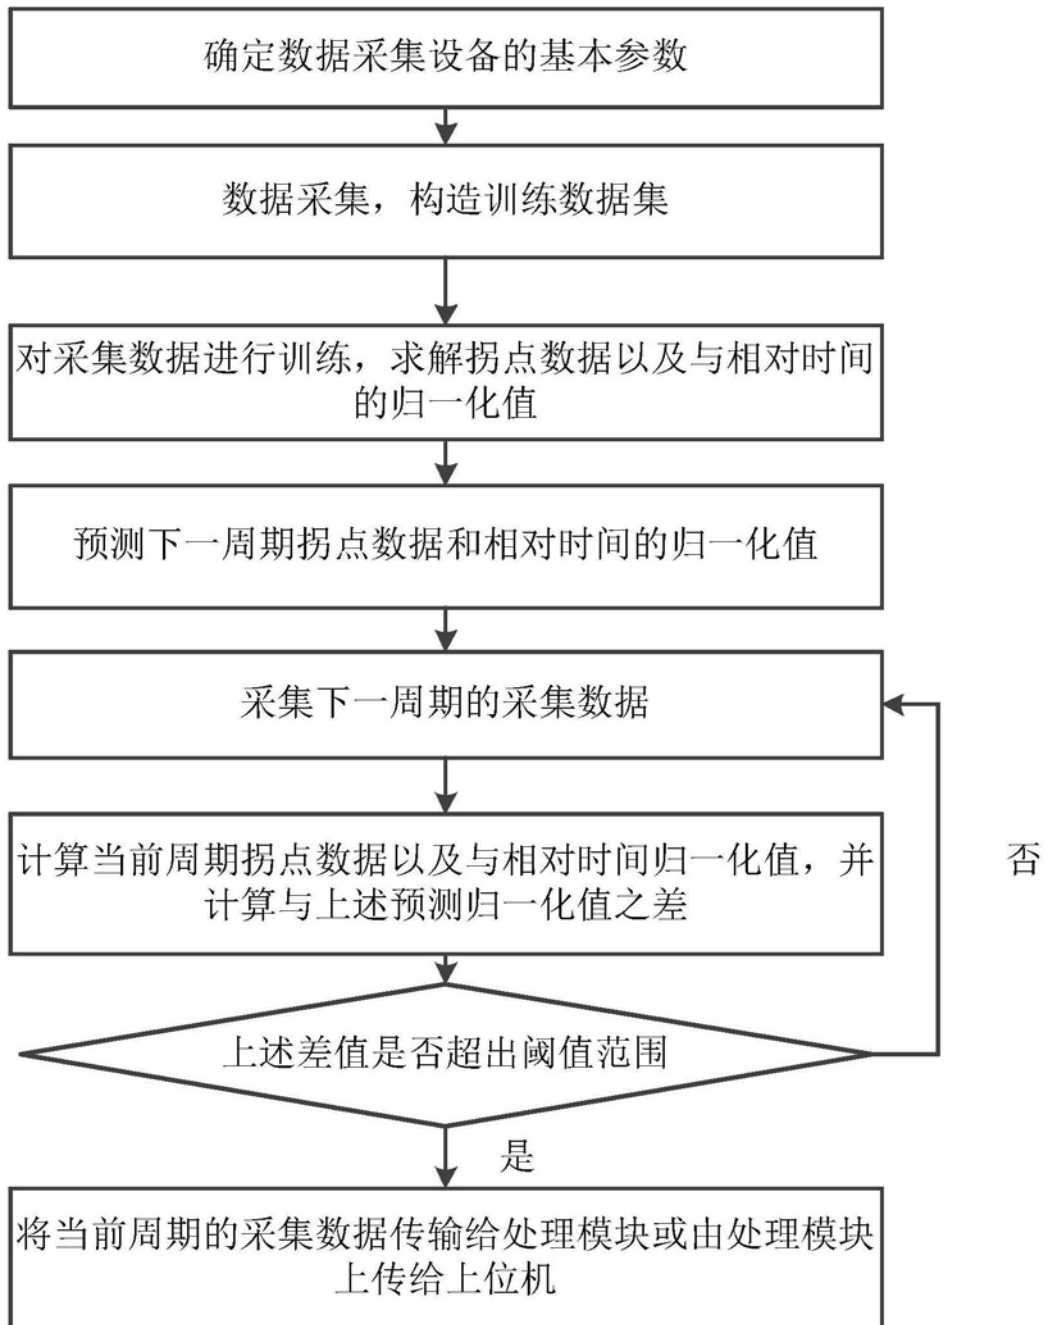 确定数据采集设备的基本参数
数据采集，构造训练数据集
对采集数据进行训练，求解拐点数据以及与相对时间
的归一化值
预测下一周期拐点数据和相对时间的归一化值
采集下一周期的采集数据
计算当前周期拐点数据以及与相对时间归一化值，并
计算与上述预测归一化值之差
否
上述差值是否超出阈值范围
是
将当前周期的采集数据传输给处理模块或由处理模块
上传给上位机